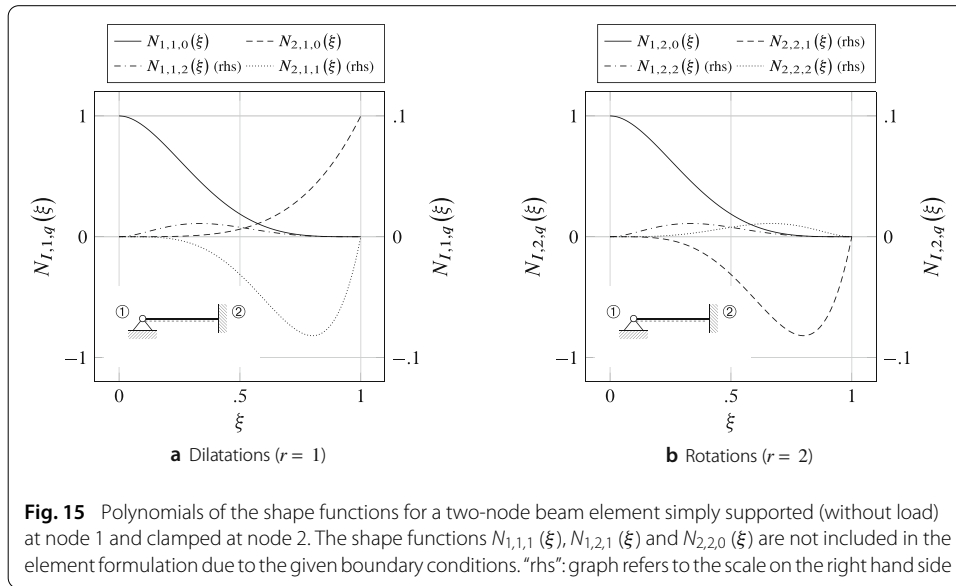 N1,1,0(ξ) N2,1,0(ξ)
N1,1,2(ξ) (rhs) N2,1,1(ξ) (rhs)
1
0
−1
.1
0
−.1
NI,1,q(ξ)
NI,1,q(ξ)
① ②
0 .5 1
ξ
a Dilatations (r = 1)
N1,2,0(ξ) N2,2,1(ξ) (rhs)
N1,2,2(ξ) (rhs) N2,2,2(ξ) (rhs)
1
0
−1
.1
0
−.1
NI,2,q(ξ)
NI,2,q(ξ)
① ②
0 .5 1
ξ
b Rotations (r = 2)
Fig. 15 Polynomials of the shape functions for a two-node beam element simply supported (without load)
at node 1 and clamped at node 2. The shape functions N1,1,1 (ξ), N1,2,1 (ξ) and N2,2,0 (ξ) are not included in the
element formulation due to the given boundary conditions. "rhs": graph refers to the scale on the right hand side